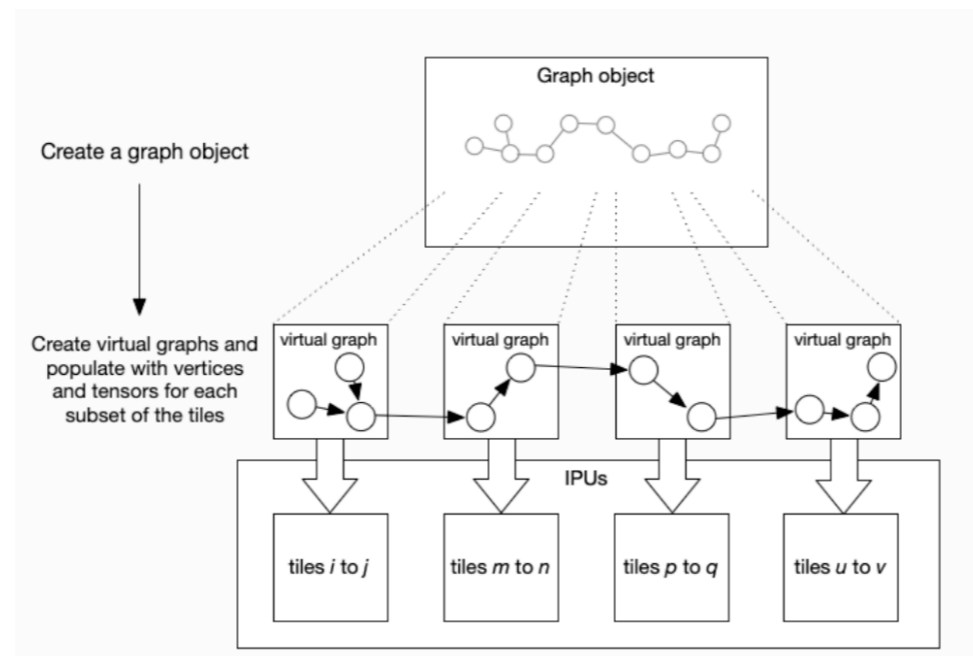 Graph object
Create a graph object
Create virtual graphs and
populate with vertices
and tensors for each
subset of the tiles
virtual graph
virtual graph
virtual graph
virtual graph
IPUs
tiles i to j
tiles m to n
tiles p to q
tiles u to v